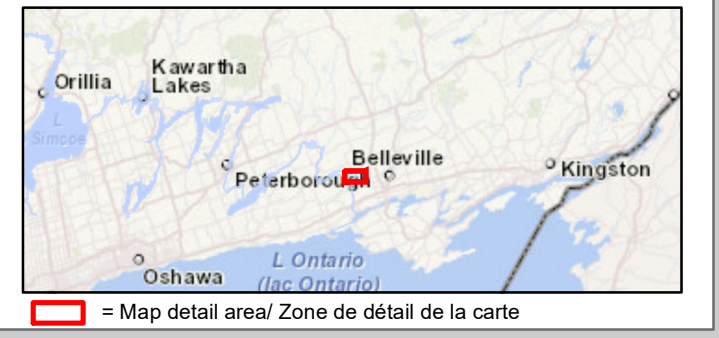 Orillia
Kawartha
Lakes
L
Simcoe
Belleville
Peterborough
Kingston
Oshawa
L Ontario
(lac Ontario)
= Map detail area/ Zone de détail de la carte